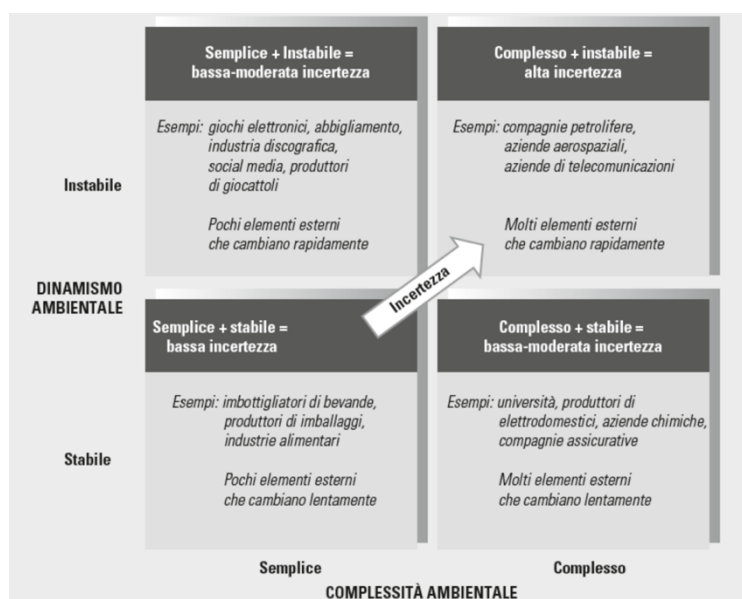 Semplice + Instabile =
bassa-moderata incertezza
Esempi: giochi elettronici, abbigliamento,
industria discografica,
social media, produttori
di giocattoli
Pochi elementi esterni
che cambiano rapidamente
Complesso + instabile =
alta incertezza
Esempi: compagnie petrolifere,
aziende aerospaziali,
aziende di telecomunicazioni
Molti elementi esterni
che cambiano rapidamente
Instabile
DINAMISMO
AMBIENTALE
Incertezza
Semplice + stabile =
bassa incertezza
Esempi: imbottigliatori di bevande,
produttori di imballaggi,
industrie alimentari
Pochi elementi esterni
che cambiano lentamente
Complesso + stabile =
bassa-moderata incertezza
Esempi: università, produttori di
elettrodomestici, aziende chimiche,
compagnie assicurative
Molti elementi esterni
che cambiano lentamente
Stabile
Semplice
Complesso
COMPLESSITÀ AMBIENTALE